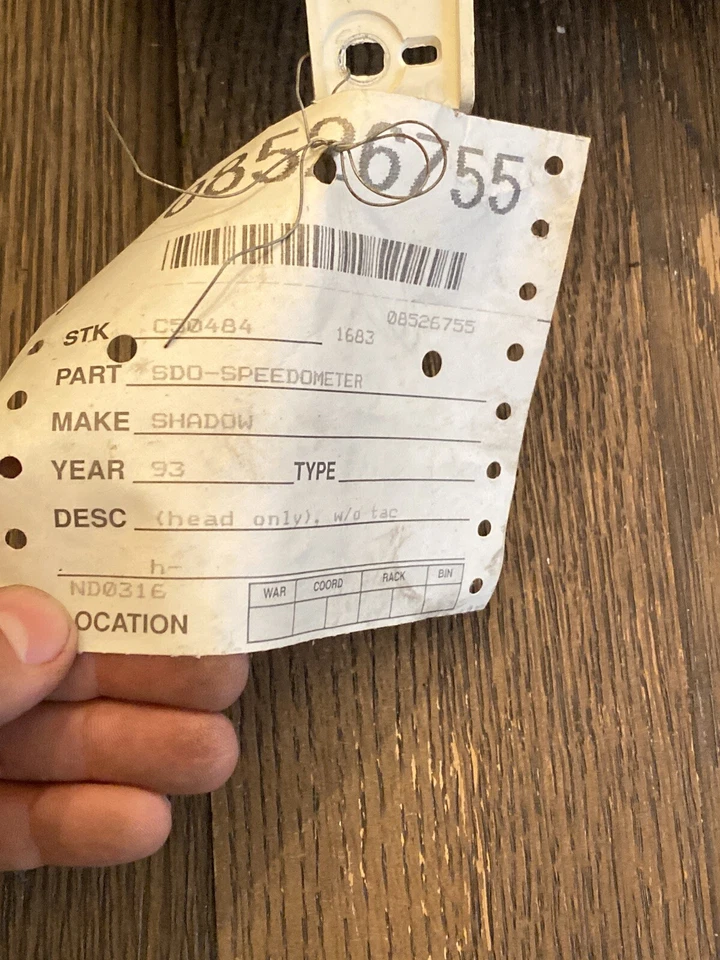 08526755
STK C50484 1683 08526755
PART SDO-SPEEDOMETER
MAKE SHADOW
YEAR 93 TYPE
DESC (head only), w/o tac
h-
ND0316
OCATION
WAR COORD RACK BIN